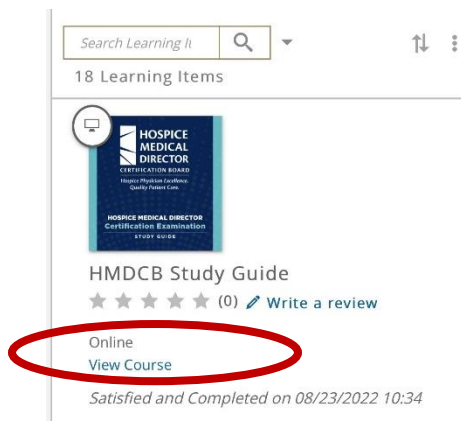 Search Learning It
18 Learning Items
HOSPICE
MEDICAL
DIRECTOR
CERTIFICATION BOARD
Hospice Physician Excellence.
Quality Patient Care.
HOSPICE MEDICAL DIRECTOR
Certification Examination
STUDY GUIDE
HMDCB Study Guide
(0) Write a review
Online
View Course
Satisfied and Completed on 08/23/2022 10:34